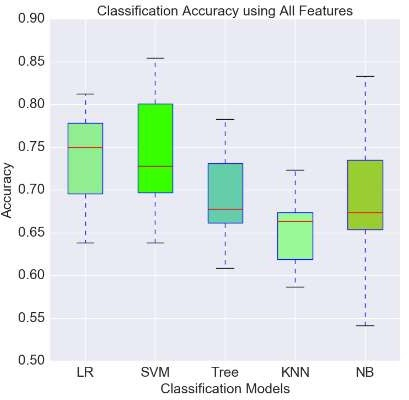 Classification Accuracy using All Features
0.90
0.85
0.80
0.75
0.70
0.65
0.60
0.55
0.50
Accuracy
LR SVM Tree KNN NB
Classification Models